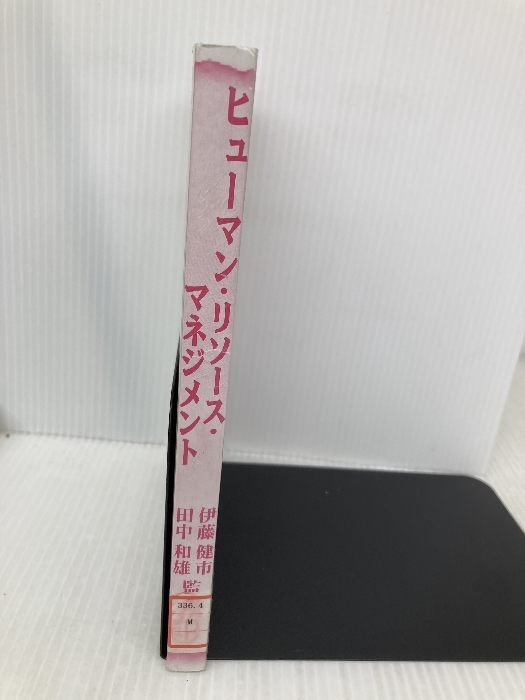 ヒューマン・リソース・
マネジメント
伊藤健市
田中和雄
監
336.4
M